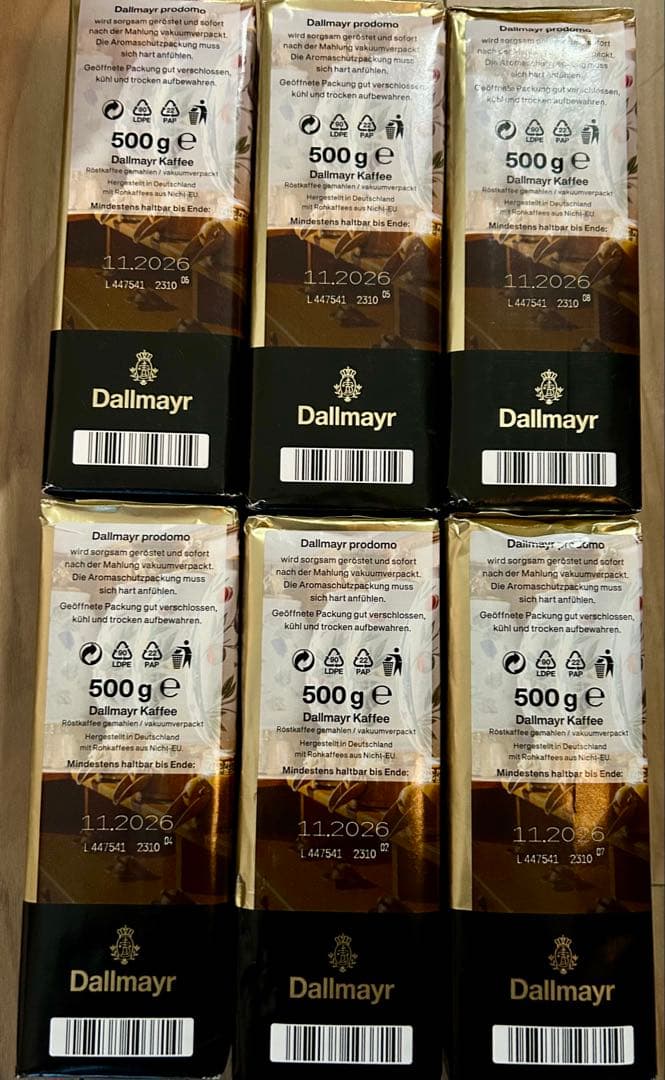 Dallmayr prodomo
wird sorgsam geröstet und sofort
nach der Mahlung vakuumverpackt.
Die Aromaschutzpackung muss
sich hart anfühlen.
Geöffnete Packung gut verschlossen,
kühl und trocken aufbewahren.
90 LDPE
22 PAP
500 g e
Dallmayr Kaffee
Röstkaffee gemahlen / vakuumverpackt
Hergestellt in Deutschland
mit Rohkaffees aus Nicht-EU.
Mindestens haltbar bis Ende:
11.2026
L 447541 2310 06
Dallmayr
Dallmayr prodomo
wird sorgsam geröstet und sofort
nach der Mahlung vakuumverpackt.
Die Aromaschutzpackung muss
sich hart anfühlen.
Geöffnete Packung gut verschlossen,
kühl und trocken aufbewahren.
90 LDPE
22 PAP
500 g e
Dallmayr Kaffee
Röstkaffee gemahlen / vakuumverpackt
Hergestellt in Deutschland
mit Rohkaffees aus Nicht-EU.
Mindestens haltbar bis Ende:
11.2026
L 447541 2310 05
Dallmayr
Dallmayr prodomo
wird sorgsam geröstet und sofort
nach der Mahlung vakuumverpackt.
Die Aromaschutzpackung muss
sich hart anfühlen.
Geöffnete Packung gut verschlossen,
kühl und trocken aufbewahren.
90 LDPE
22 PAP
500 g e
Dallmayr Kaffee
Röstkaffee gemahlen / vakuumverpackt
Hergestellt in Deutschland
mit Rohkaffees aus Nicht-EU.
Mindestens haltbar bis Ende:
11.2026
L 447541 2310 08
Dallmayr
Dallmayr prodomo
wird sorgsam geröstet und sofort
nach der Mahlung vakuumverpackt.
Die Aromaschutzpackung muss
sich hart anfühlen.
Geöffnete Packung gut verschlossen,
kühl und trocken aufbewahren.
90 LDPE
22 PAP
500 g e
Dallmayr Kaffee
Röstkaffee gemahlen / vakuumverpackt
Hergestellt in Deutschland
mit Rohkaffees aus Nicht-EU.
Mindestens haltbar bis Ende:
11.2026
L 447541 2310 04
Dallmayr
Dallmayr prodomo
wird sorgsam geröstet und sofort
nach der Mahlung vakuumverpackt.
Die Aromaschutzpackung muss
sich hart anfühlen.
Geöffnete Packung gut verschlossen,
kühl und trocken aufbewahren.
90 LDPE
22 PAP
500 g e
Dallmayr Kaffee
Röstkaffee gemahlen / vakuumverpackt
Hergestellt in Deutschland
mit Rohkaffees aus Nicht-EU.
Mindestens haltbar bis Ende:
11.2026
L 447541 2310 02
Dallmayr
Dallmayr prodomo
wird sorgsam geröstet und sofort
nach der Mahlung vakuumverpackt.
Die Aromaschutzpackung muss
sich hart anfühlen.
Geöffnete Packung gut verschlossen,
kühl und trocken aufbewahren.
90 LDPE
22 PAP
500 g e
Dallmayr Kaffee
Röstkaffee gemahlen / vakuumverpackt
Hergestellt in Deutschland
mit Rohkaffees aus Nicht-EU.
Mindestens haltbar bis Ende:
11.2026
L 447541 2310 07
Dallmayr